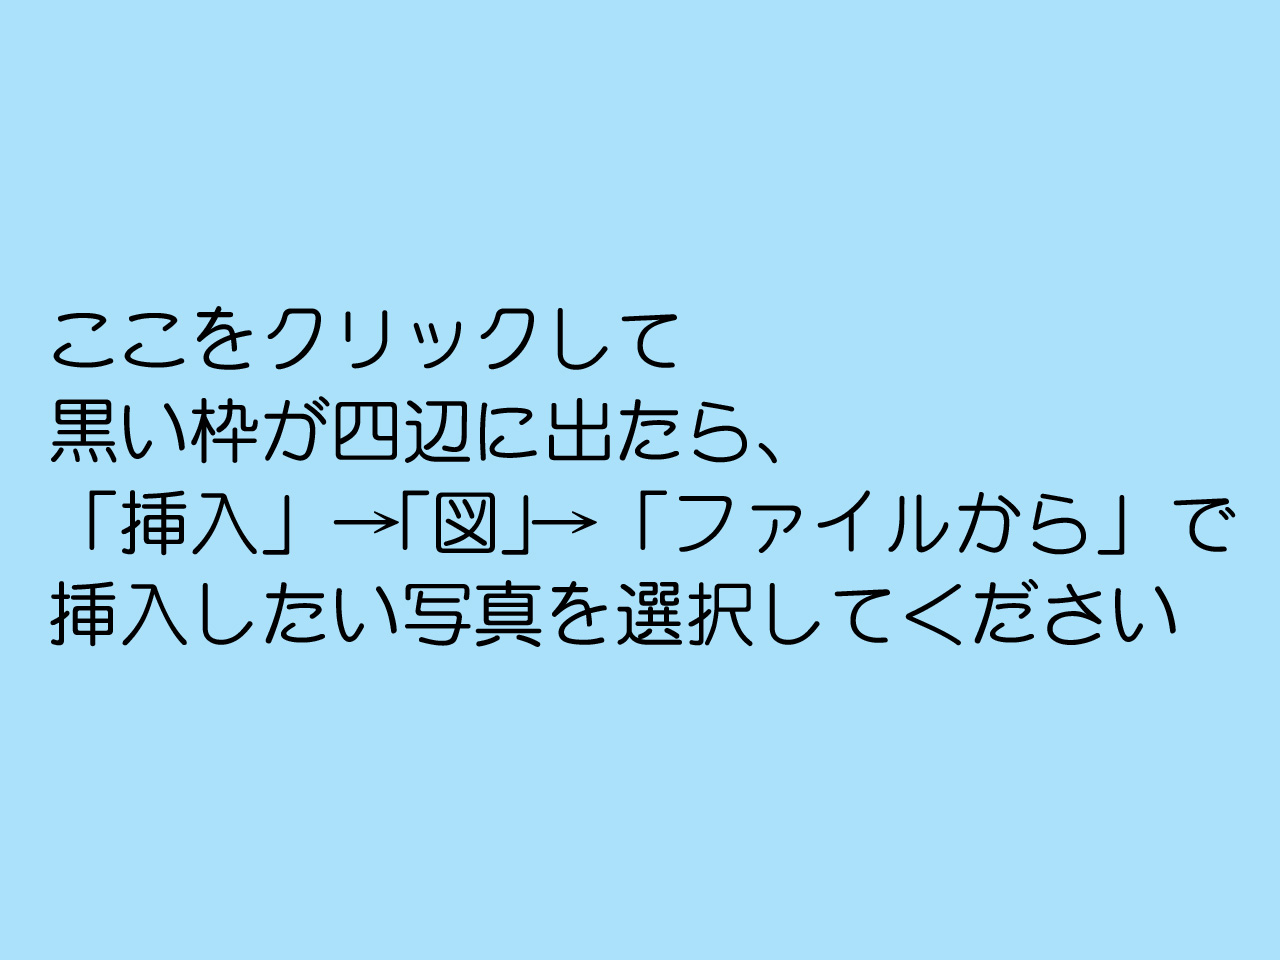 ここをクリックして
黒い枠が四辺に出たら、
「挿入」→「図」→「ファイルから」で
挿入したい写真を選択してください